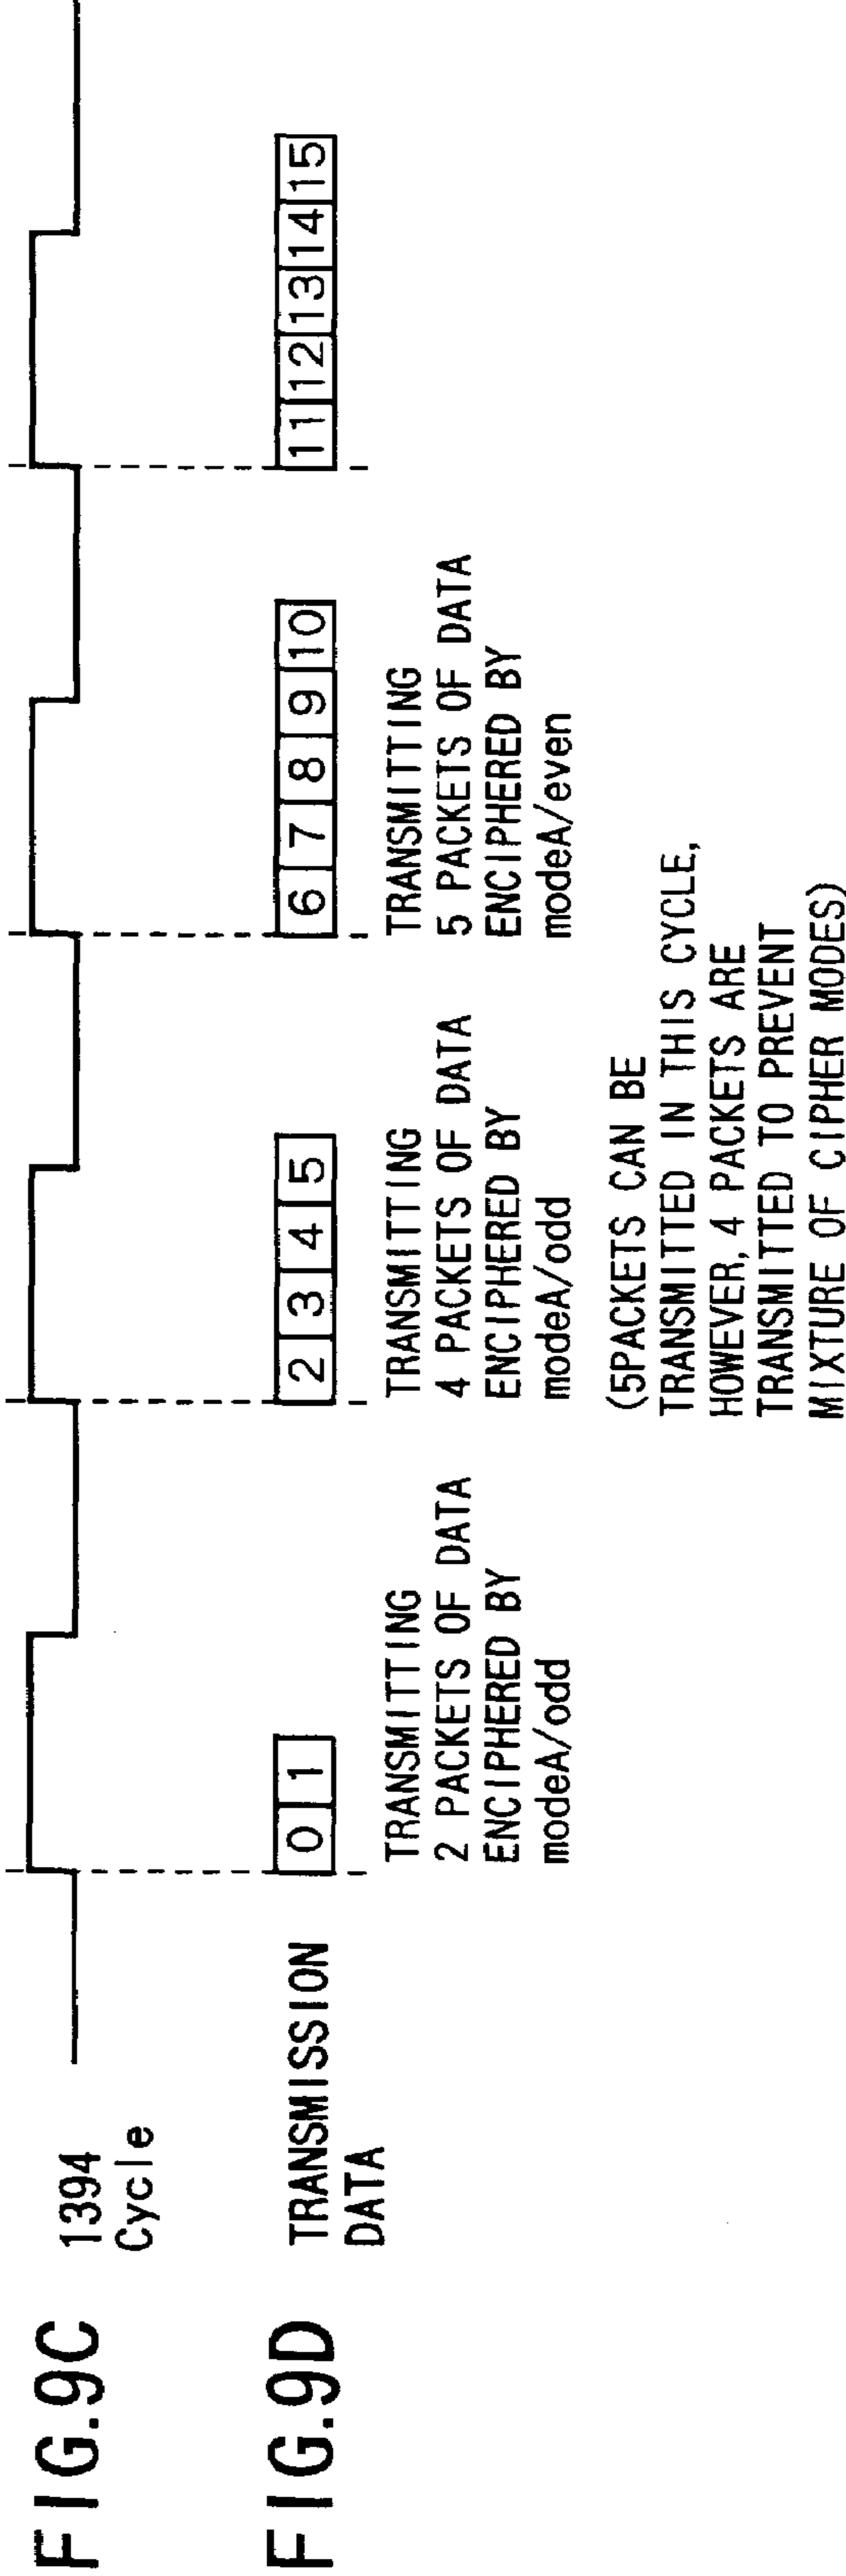 FIG.9C
1394
Cycle
FIG.9D
TRANSMISSION
DATA
0 1
2 3 4 5
6 7 8 9 10
11 12 13 14 15
TRANSMITTING
2 PACKETS OF DATA
ENCIPHERED BY
modeA/odd
TRANSMITTING
4 PACKETS OF DATA
ENCIPHERED BY
modeA/odd
(5PACKETS CAN BE
TRANSMITTED IN THIS CYCLE,
HOWEVER, 4 PACKETS ARE
TRANSMITTED TO PREVENT
MIXTURE OF CIPHER MODES)
TRANSMITTING
5 PACKETS OF DATA
ENCIPHERED BY
modeA/even